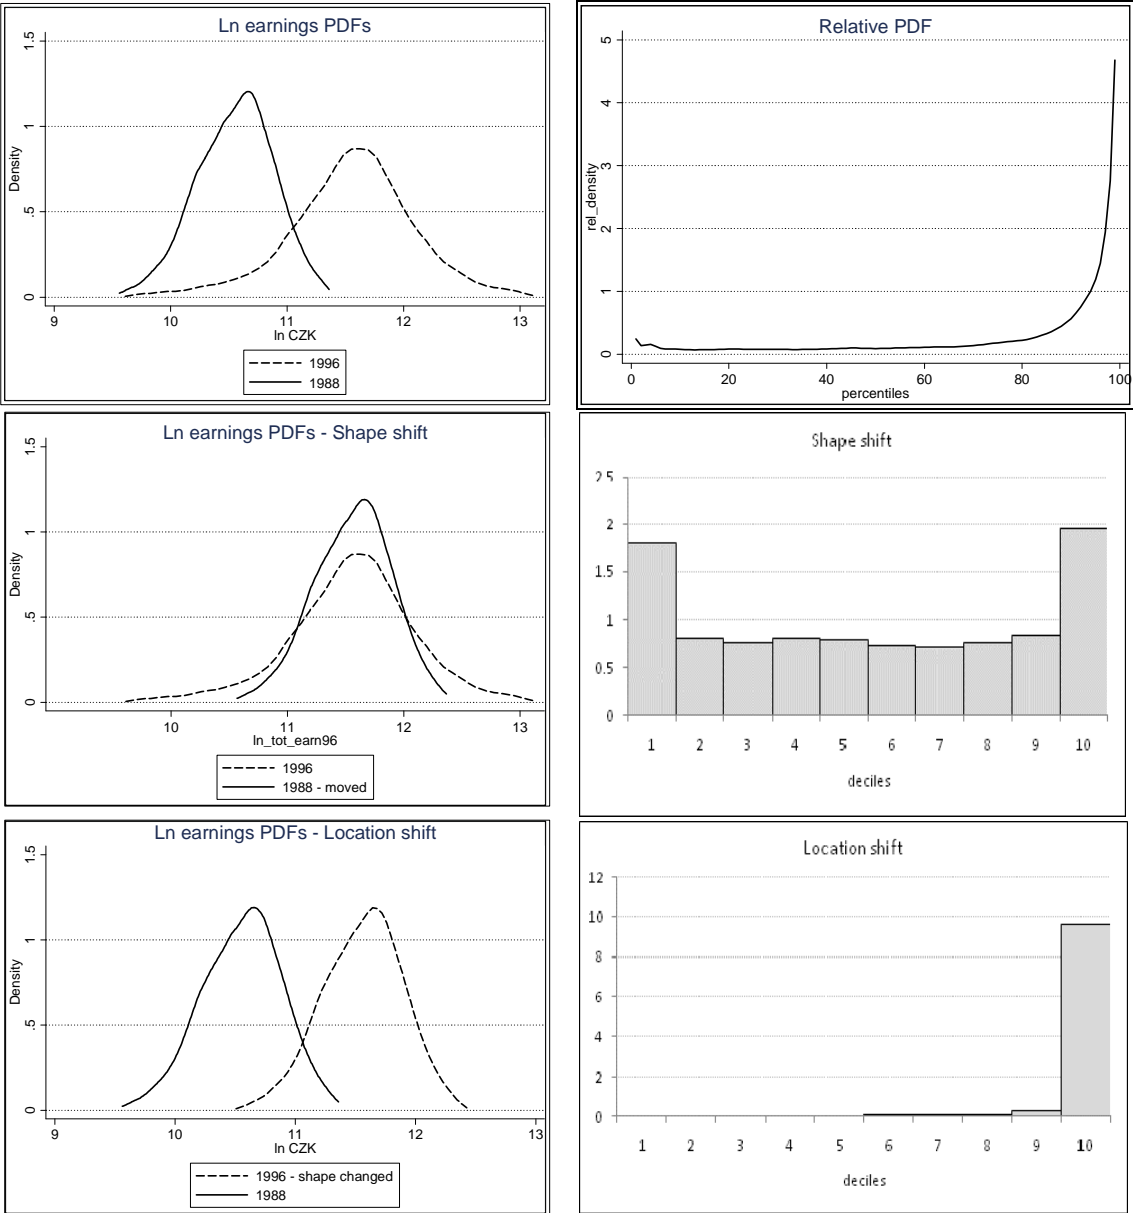 Ln earnings PDFs
1.5
1
.5
0
Density
9 10 11 12 13
ln CZK
1996
1988
Relative PDF
5
4
3
2
1
0
rel_density
0 20 40 60 80 100
percentiles
Ln earnings PDFs - Shape shift
1.5
1
.5
0
Density
10 11 12 13
ln_tot_earn96
1996
1988 - moved
Shape shift
2.5
2
1.5
1
0.5
0
1 2 3 4 5 6 7 8 9 10
deciles
Ln earnings PDFs - Location shift
1.5
1
.5
0
Density
9 10 11 12 13
ln CZK
1996 - shape changed
1988
Location shift
12
10
8
6
4
2
0
1 2 3 4 5 6 7 8 9 10
deciles